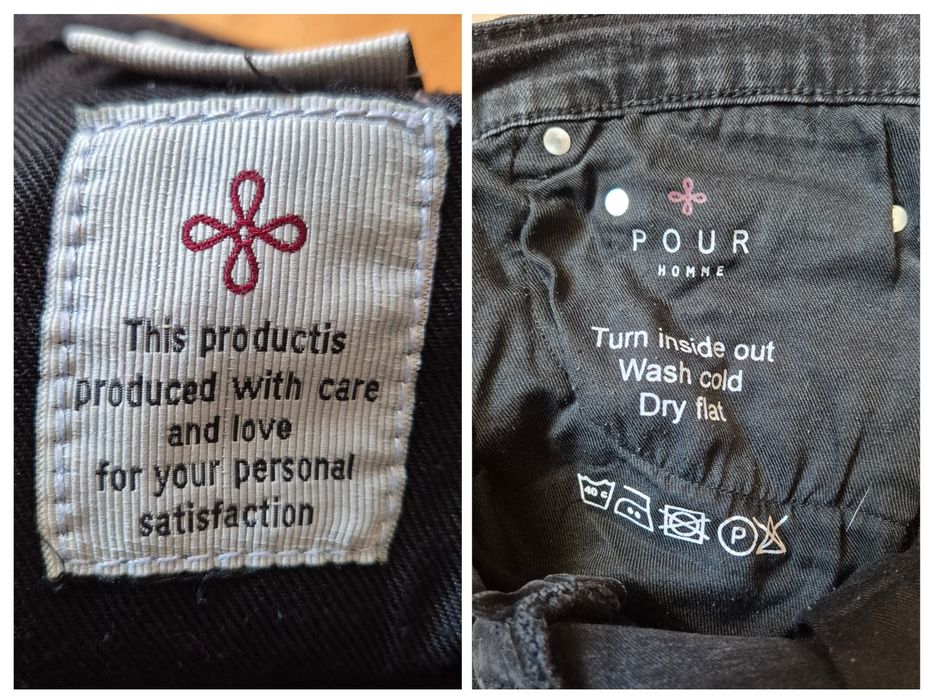 This productis
produced with care
and love
for your personal
satisfaction
POUR
HOMME
Turn inside out
Wash cold
Dry flat
40 c
P